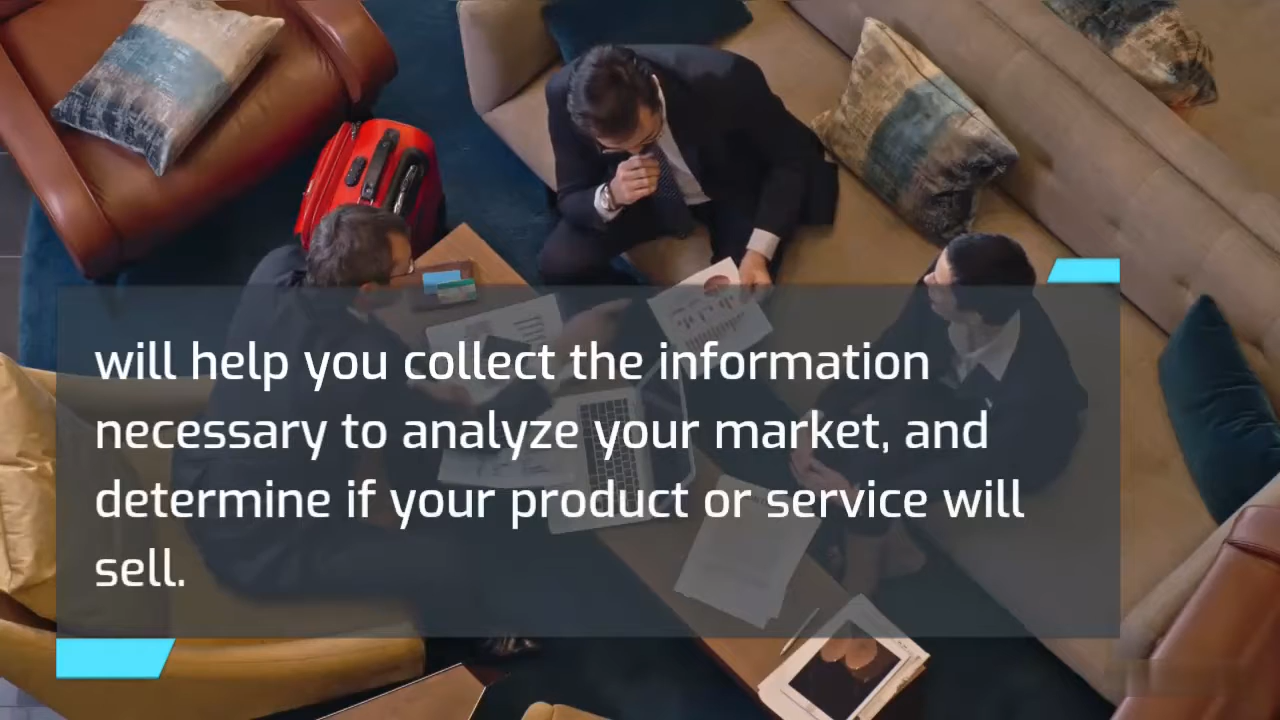 will help you collect the information
necessary to analyze your market, and
determine if your product or service will
sell.